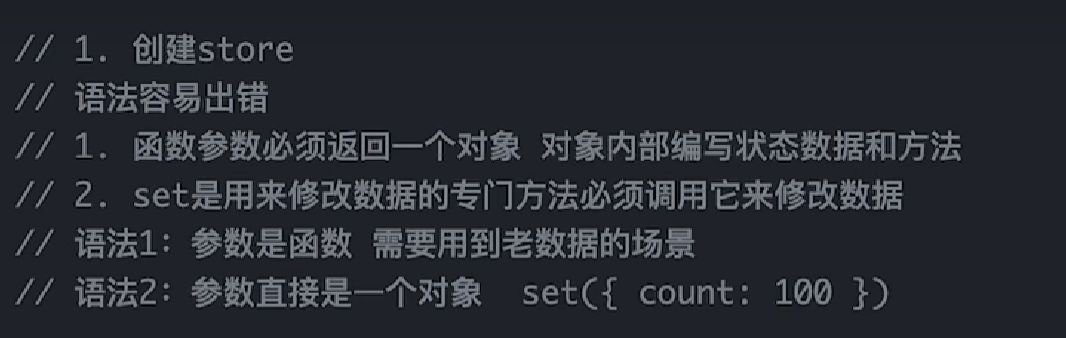 // 1. 创建store
// 语法容易出错
// 1. 函数参数必须返回一个对象 对象内部编写状态数据和方法
// 2. set是用来修改数据的专门方法必须调用它来修改数据
// 语法1：参数是函数 需要用到老数据的场景
// 语法2：参数直接是一个对象  set({ count: 100 })